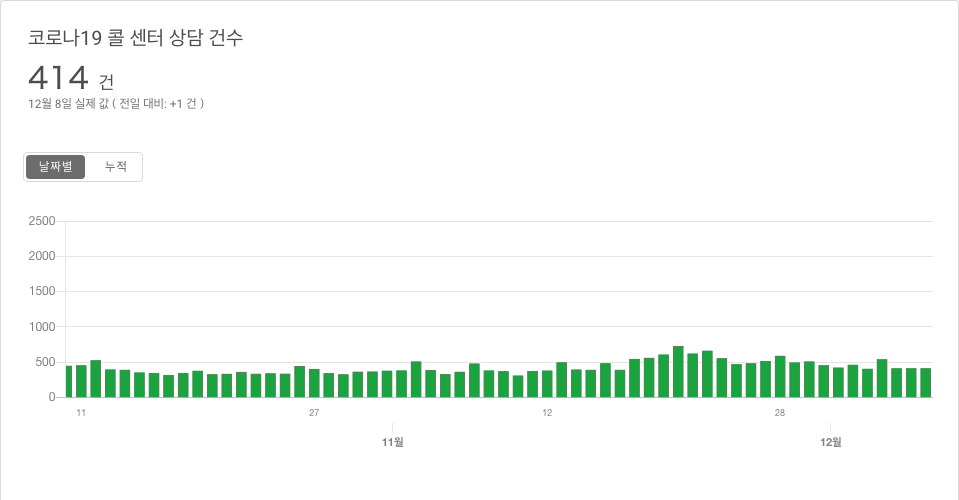 코로나19 콜 센터 상담 건수
414 건
12월 8일 실제 값 ( 전일 대비: +1 건 )
날짜별 누적
2500
2000
1500
1000
500
0
11 27 12 28
11월 12월